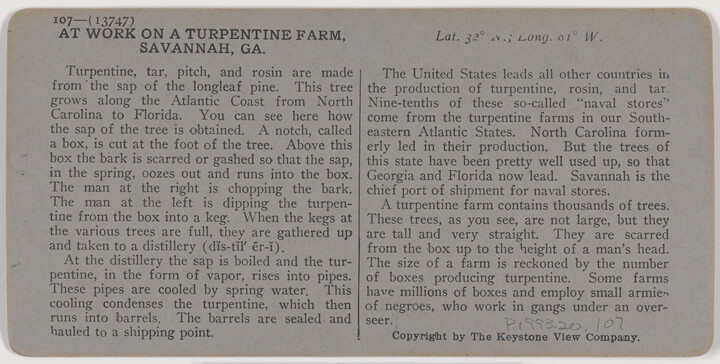 107—(13747)
AT WORK ON A TURPENTINE FARM,
SAVANNAH, GA.
Turpentine, tar, pitch, and rosin are made
from the sap of the longleaf pine. This tree
grows along the Atlantic Coast from North
Carolina to Florida. You can see here how
the sap of the tree is obtained. A notch, called
a box, is cut at the foot of the tree. Above this
box the bark is scarred or gashed so that the sap,
in the spring, oozes out and runs into the box.
The man at the right is chopping the bark.
The man at the left is dipping the turpen-
tine from the box into a keg. When the kegs at
the various trees are full, they are gathered up
and taken to a distillery (dĭs-tĭl' ẽr-ĭ).
At the distillery the sap is boiled and the tur-
pentine, in the form of vapor, rises into pipes.
These pipes are cooled by spring water. This
cooling condenses the turpentine, which then
runs into barrels. The barrels are sealed and
hauled to a shipping point.
Lat. 32° N.; Long. 81° W.
The United States leads all other countries in
the production of turpentine, rosin, and tar.
Nine-tenths of these so-called "naval stores"
come from the turpentine farms in our South-
eastern Atlantic States. North Carolina form-
erly led in their production. But the trees of
this state have been pretty well used up, so that
Georgia and Florida now lead. Savannah is the
chief port of shipment for naval stores.
A turpentine farm contains thousands of trees.
These trees, as you see, are not large, but they
are tall and very straight. They are scarred
from the box up to the height of a man's head.
The size of a farm is reckoned by the number
of boxes producing turpentine. Some farms
have millions of boxes and employ small armies
of negroes, who work in gangs under an over-
seer.
P1993.20, 107
Copyright by The Keystone View Company.